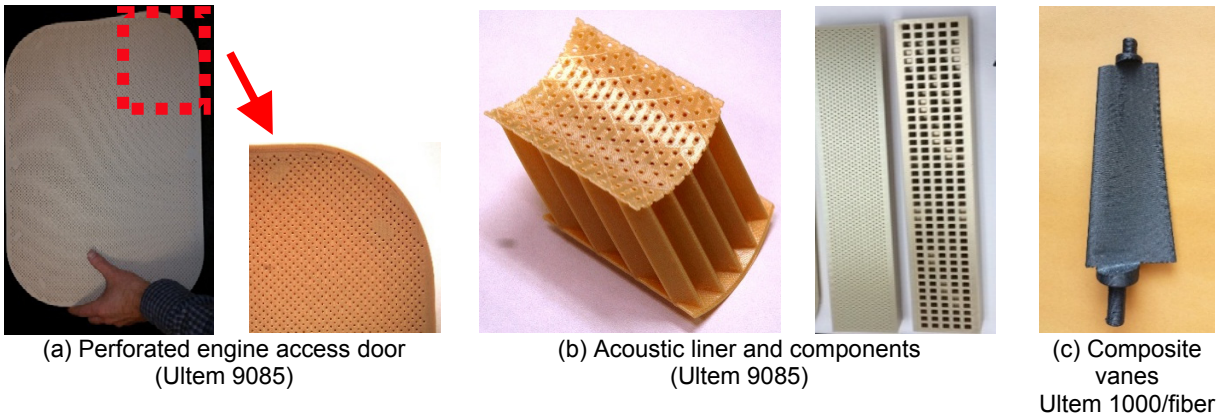 (a) Perforated engine access door
(Ultem 9085)
(b) Acoustic liner and components
(Ultem 9085)
(c) Composite
vanes
Ultem 1000/fiber